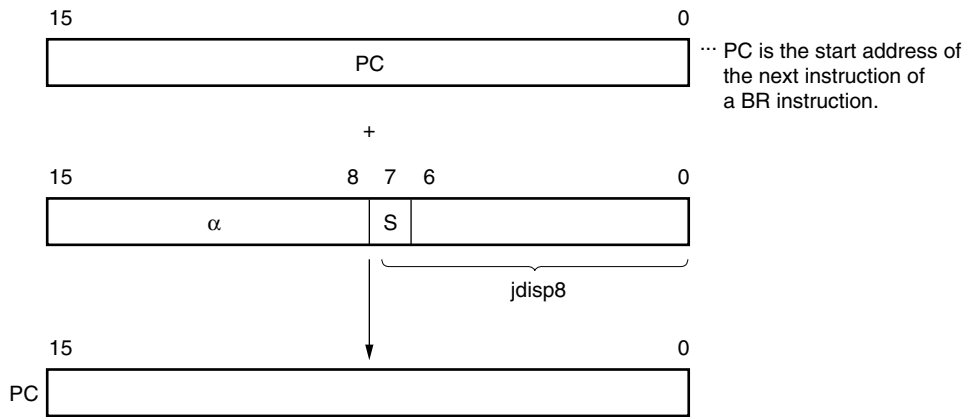 15 0
PC
... PC is the start address of
the next instruction of
a BR instruction.
+
15 8 7 6 0
α S
jdisp8
15 0
PC